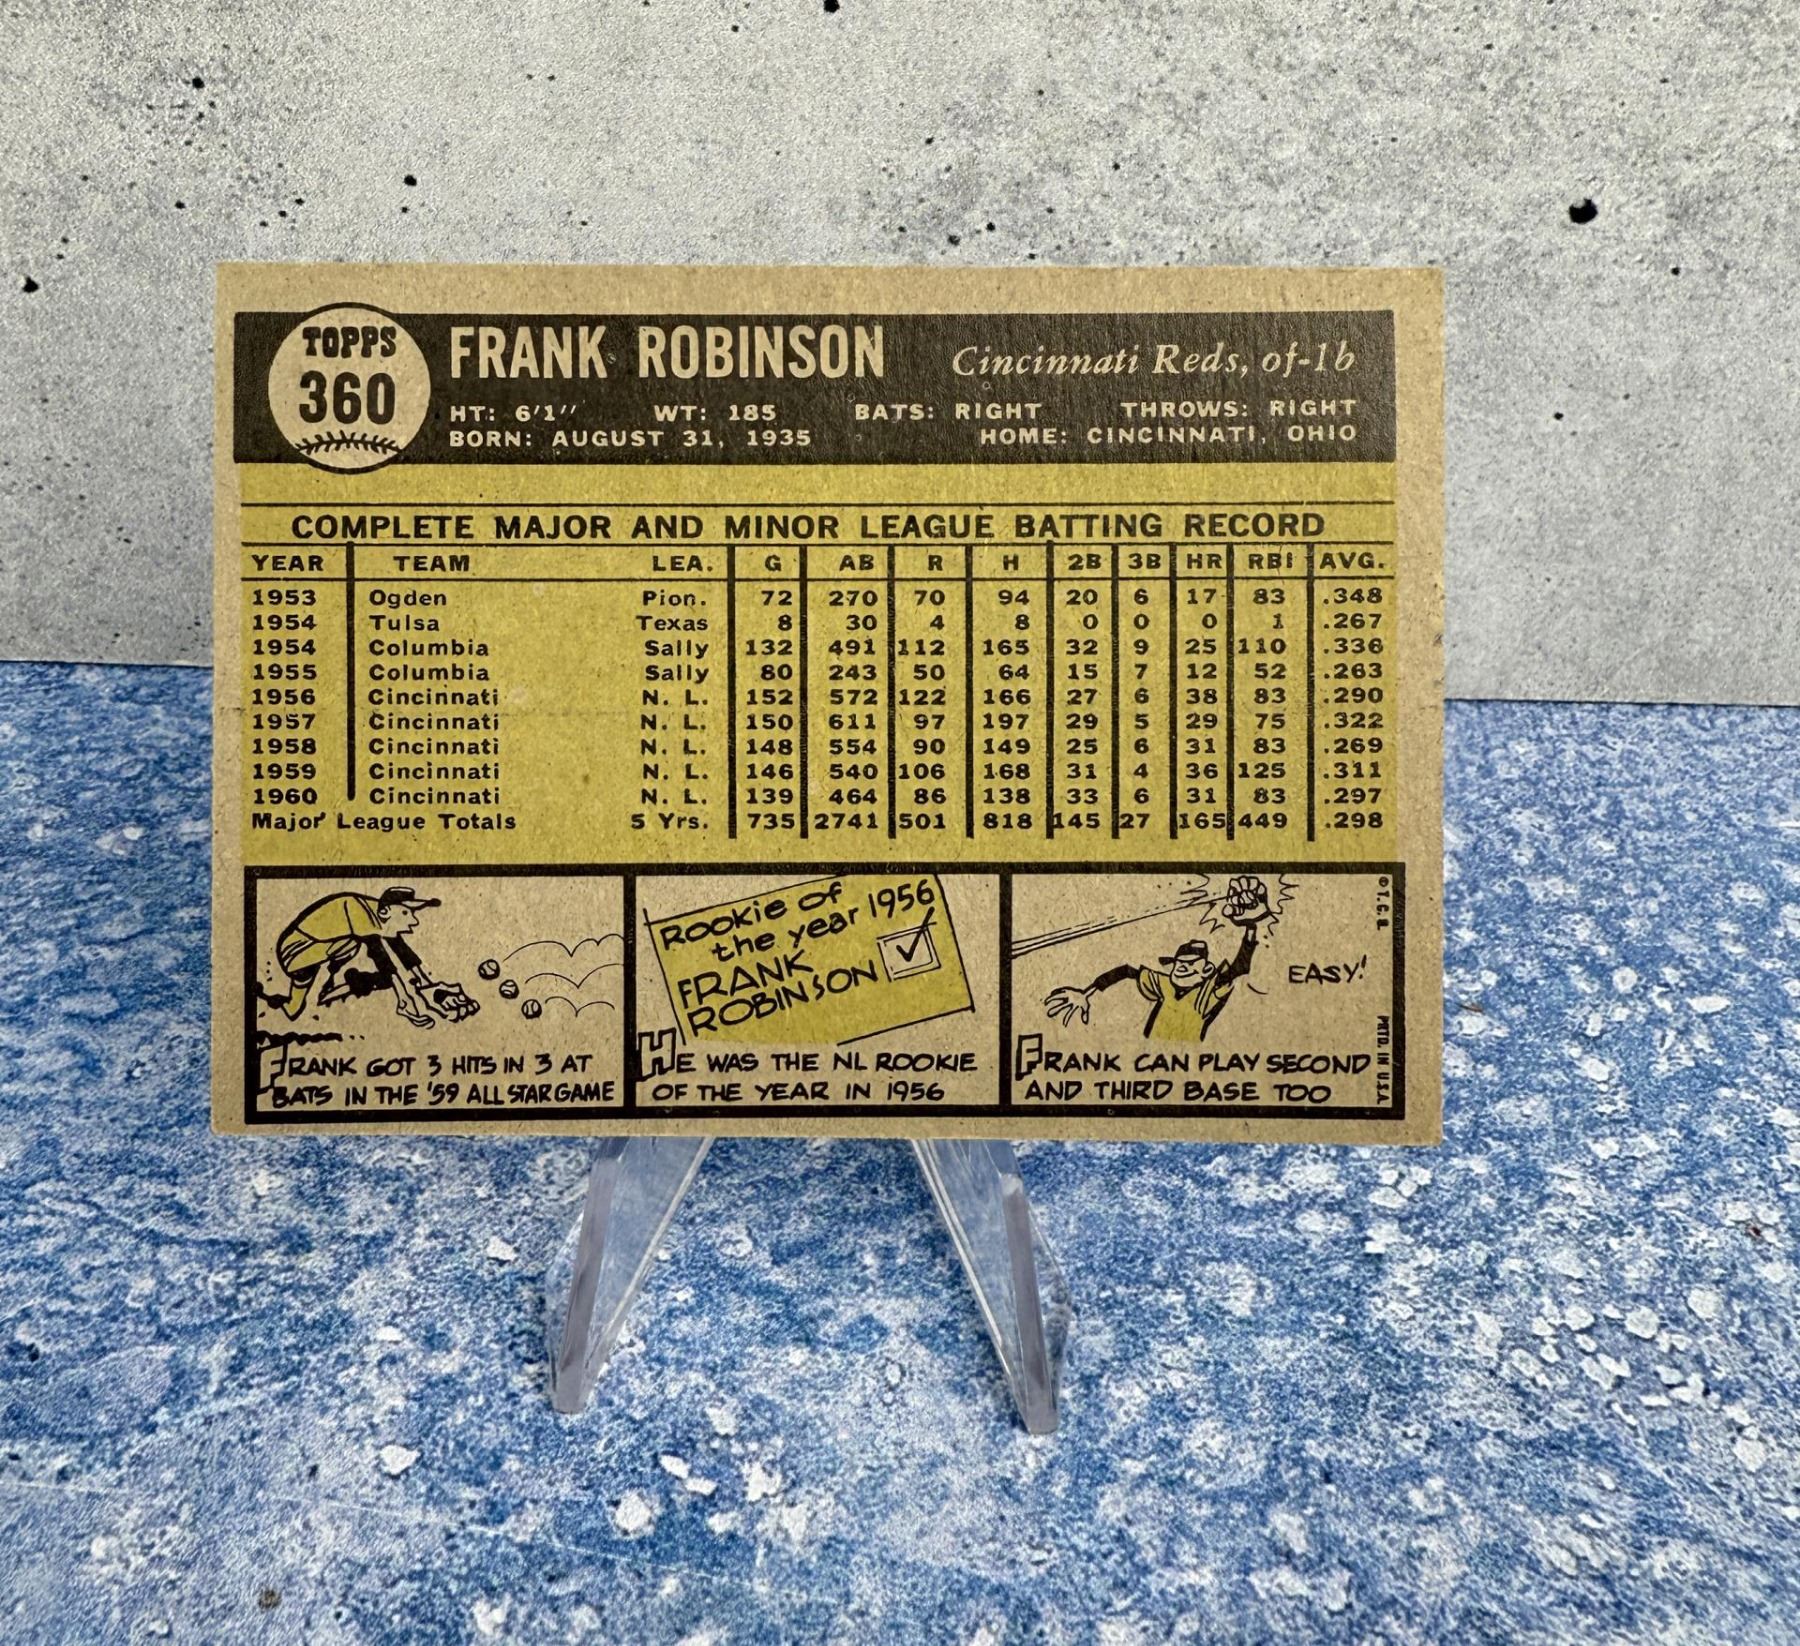 TOPPS
360
FRANK ROBINSON Cincinnati Reds, of-1b
HT: 6'1" WT: 185 BATS: RIGHT THROWS: RIGHT
BORN: AUGUST 31, 1935 HOME: CINCINNATI, OHIO
COMPLETE MAJOR AND MINOR LEAGUE BATTING RECORD
YEAR TEAM LEA. G AB R H 2B 3B HR RBI AVG.
1953 Ogden Pion. 72 270 70 94 20 6 17 83 .348
1954 Tulsa Texas 8 30 4 8 0 0 0 1 .267
1954 Columbia Sally 132 491 112 165 32 9 25 110 .336
1955 Columbia Sally 80 243 50 64 15 7 12 52 .263
1956 Cincinnati N. L. 152 572 122 166 27 6 38 83 .290
1957 Cincinnati N. L. 150 611 97 197 29 5 29 75 .322
1958 Cincinnati N. L. 148 554 90 149 25 6 31 83 .269
1959 Cincinnati N. L. 146 540 106 168 31 4 36 125 .311
1960 Cincinnati N. L. 139 464 86 138 33 6 31 83 .297
Major League Totals 5 Yrs. 735 2741 501 818 145 27 165 449 .298
FRANK GOT 3 HITS IN 3 AT
BATS IN THE '59 ALL STAR GAME
Rookie of
the year 1956
FRANK
ROBINSON
HE WAS THE NL ROOKIE
OF THE YEAR IN 1956
EASY!
FRANK CAN PLAY SECOND
AND THIRD BASE TOO
© T.C.G.
PRTD. IN U.S.A.